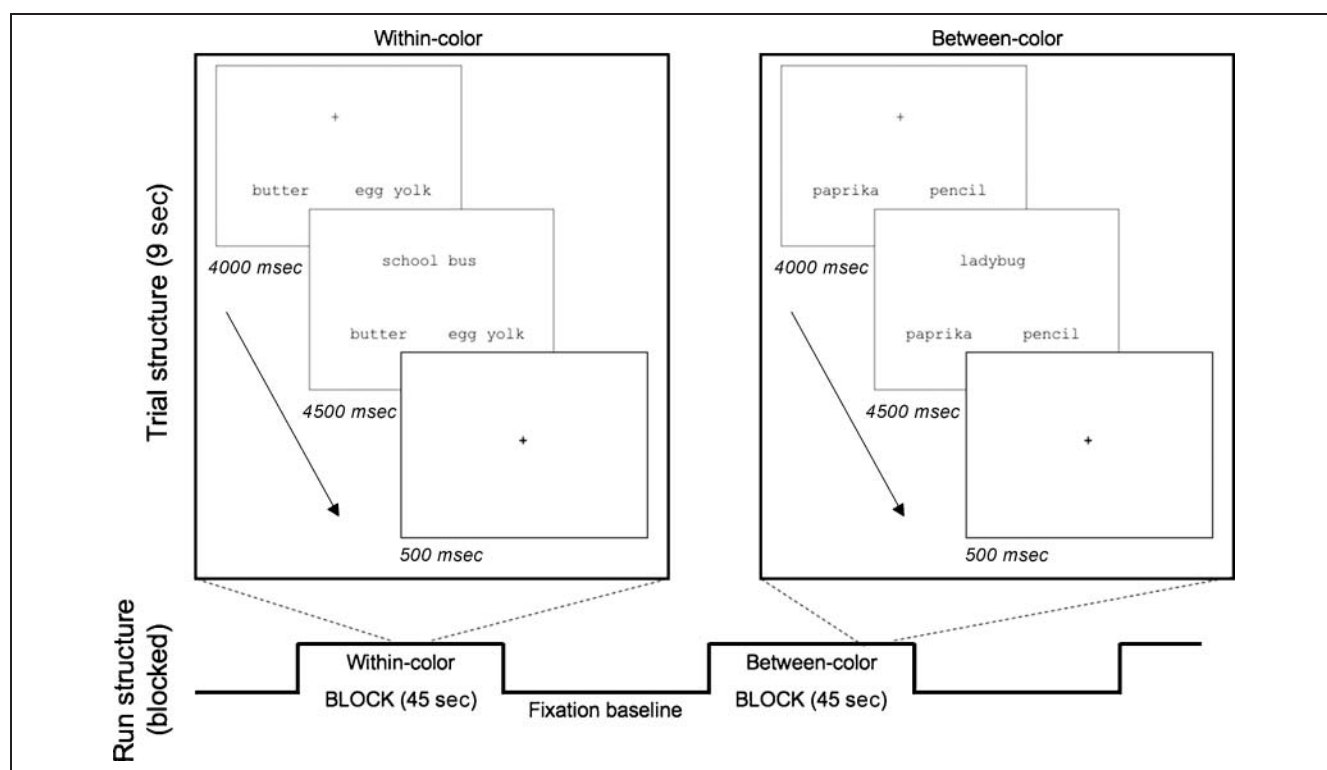 Within-color
Between-color
Trial structure (9 sec)
+
butter egg yolk
4000 msec
school bus
butter egg yolk
4500 msec
+
500 msec
+
paprika pencil
4000 msec
ladybug
paprika pencil
4500 msec
+
500 msec
Run structure
(blocked)
Within-color
BLOCK (45 sec)
Fixation baseline
Between-color
BLOCK (45 sec)